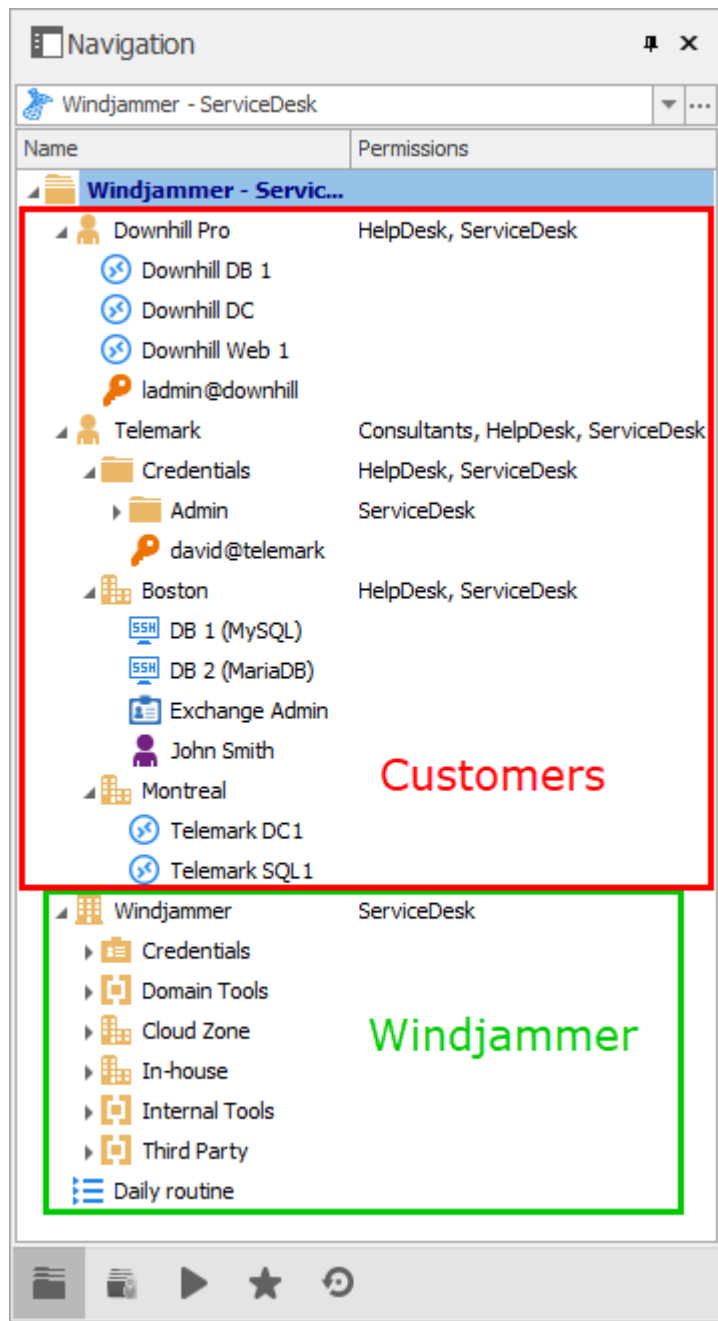 Navigation
Windjammer - ServiceDesk
Name Permissions
Windjammer - Servic...
Downhill Pro HelpDesk, ServiceDesk
Downhill DB 1
Downhill DC
Downhill Web 1
ladmin@downhill
Telemark Consultants, HelpDesk, ServiceDesk
Credentials HelpDesk, ServiceDesk
Admin ServiceDesk
david@telemark
Boston HelpDesk, ServiceDesk
SSH DB 1 (MySQL)
SSH DB 2 (MariaDB)
Exchange Admin
John Smith
Customers
Montreal
Telemark DC1
Telemark SQL1
Windjammer ServiceDesk
Credentials
Domain Tools
Cloud Zone
Windjammer
In-house
Internal Tools
Third Party
Daily routine